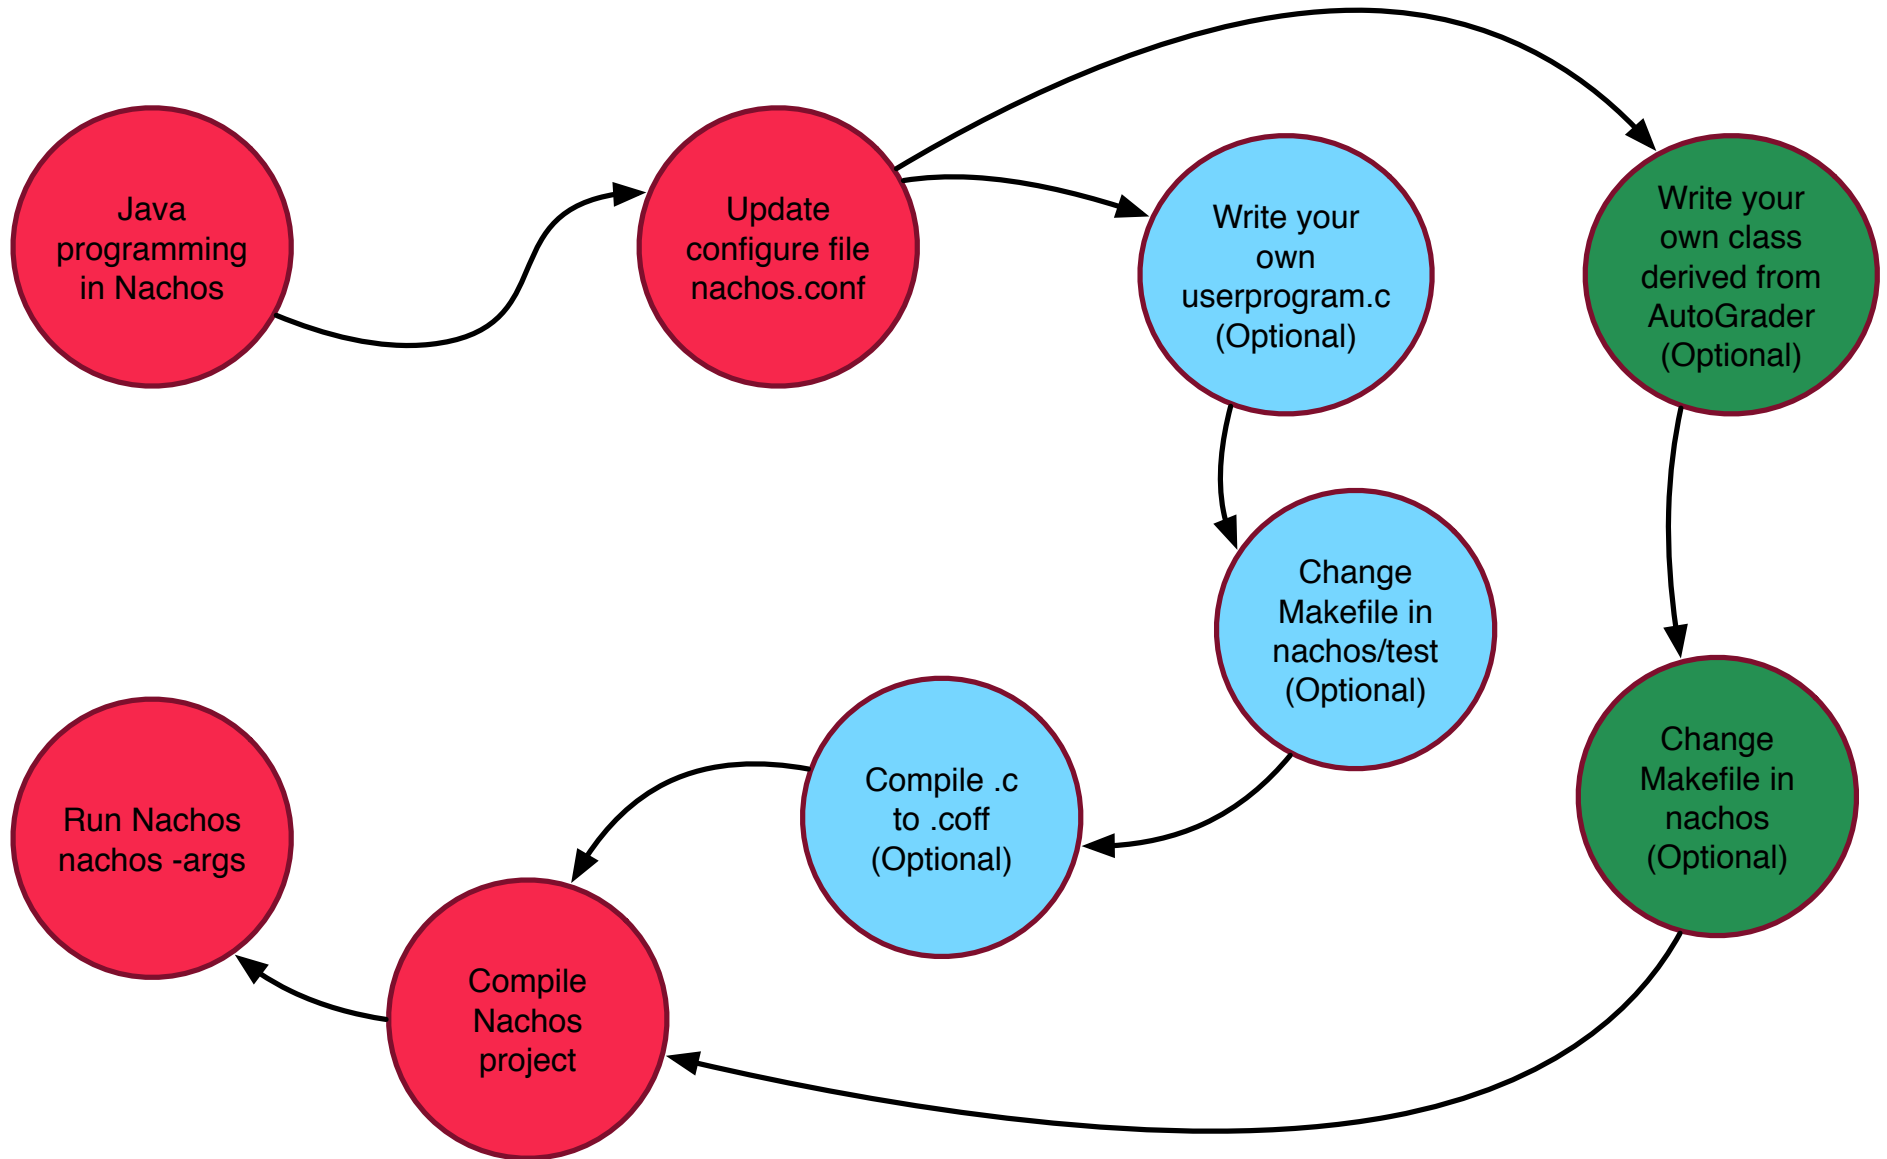 Java
programming
in Nachos
Update
configure file
nachos.conf
Write your
own
userprogram.c
(Optional)
Write your
own class
derived from
AutoGrader
(Optional)
Change
Makefile in
nachos/test
(Optional)
Change
Makefile in
nachos
(Optional)
Compile .c
to .coff
(Optional)
Compile
Nachos
project
Run Nachos
nachos -args